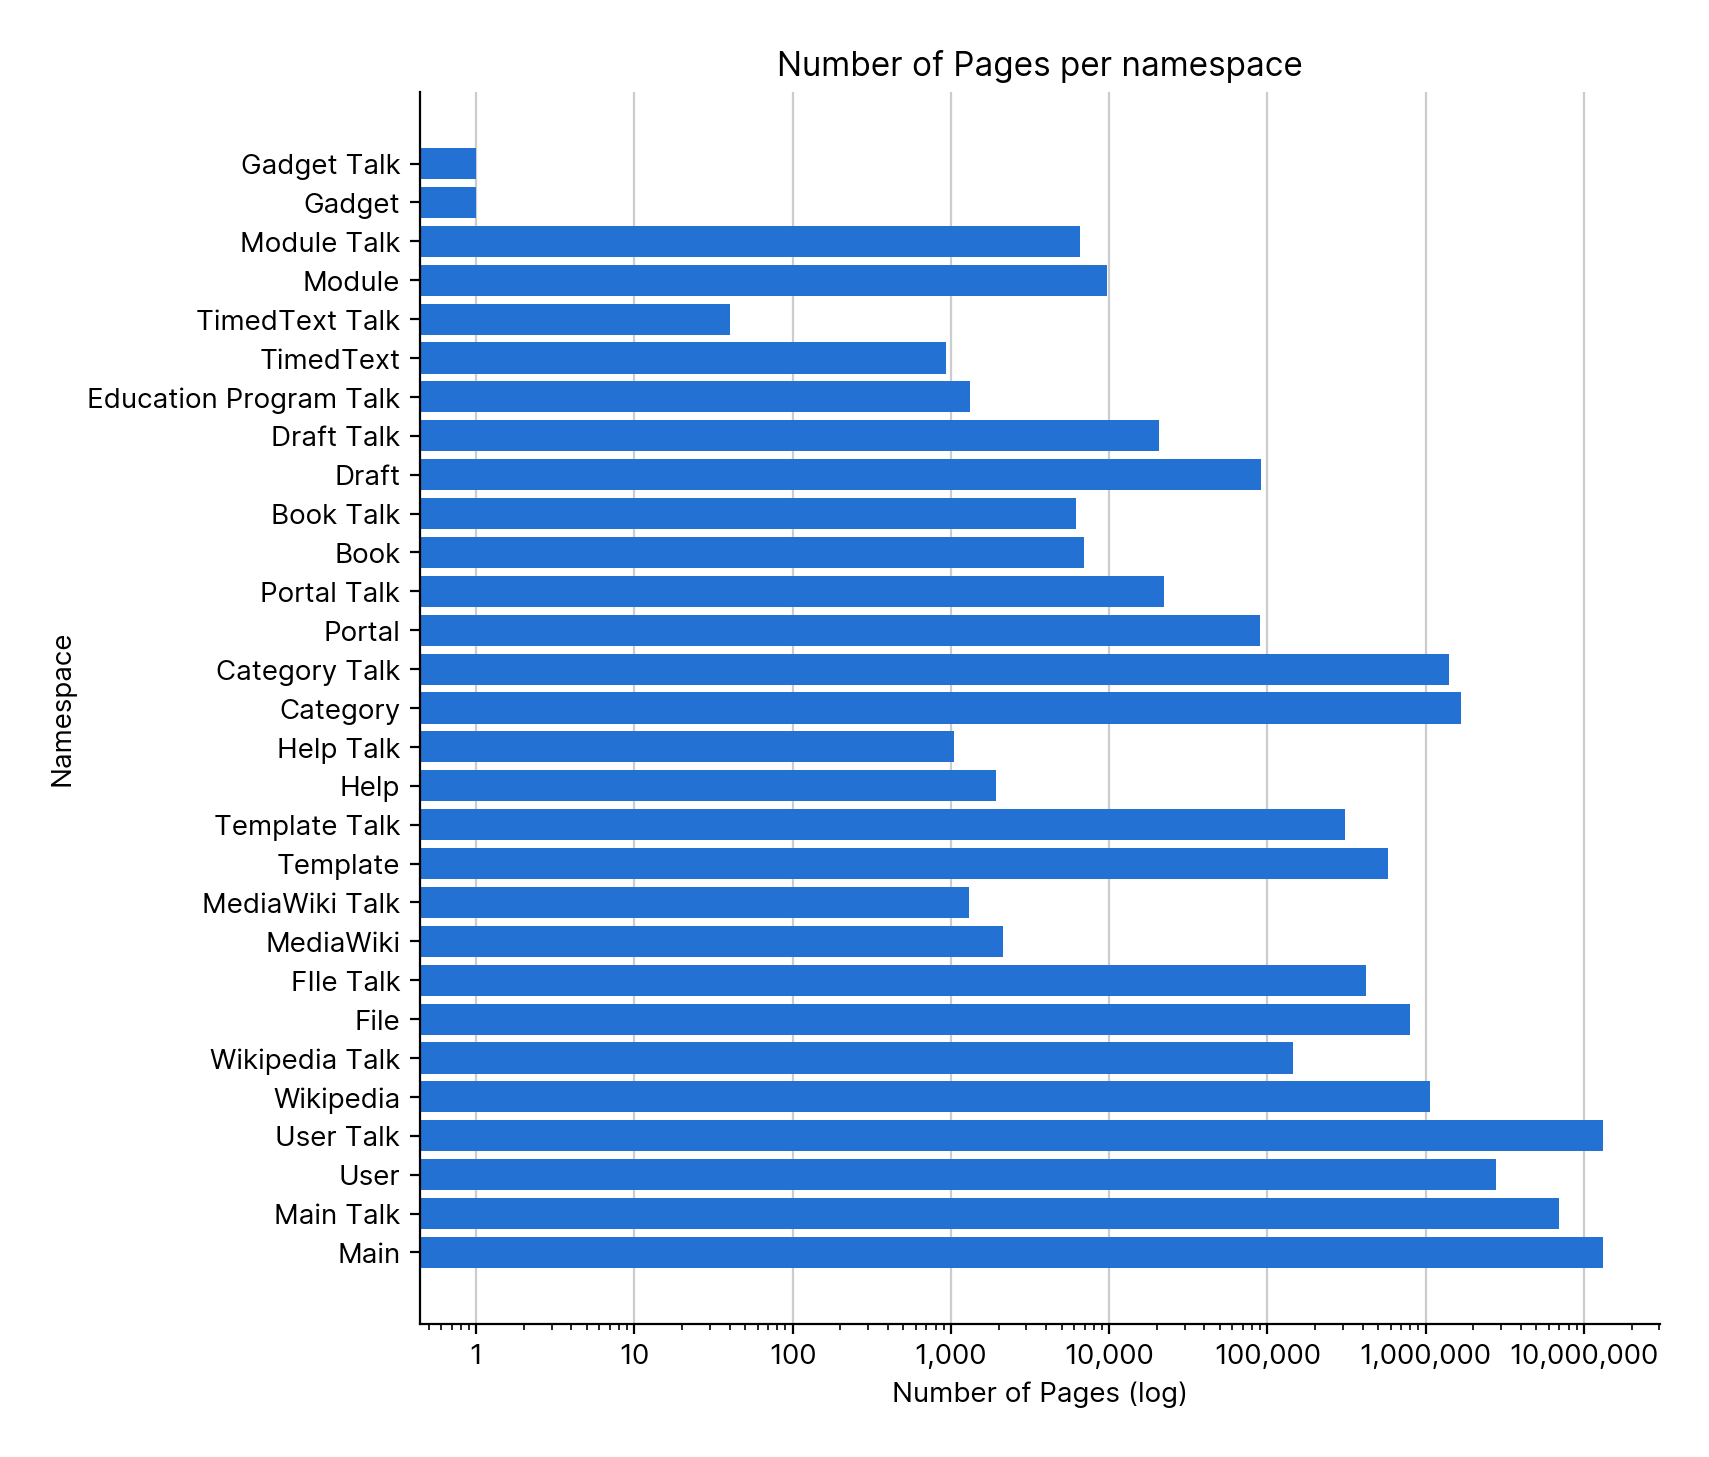 Number of Pages per namespace
Gadget Talk
Gadget
Module Talk
Module
TimedText Talk
TimedText
Education Program Talk
Draft Talk
Draft
Book Talk
Book
Portal Talk
Portal
Category Talk
Category
Help Talk
Help
Template Talk
Template
MediaWiki Talk
MediaWiki
FIle Talk
File
Wikipedia Talk
Wikipedia
User Talk
User
Main Talk
Main
Namespace
1 10 100 1,000 10,000 100,000 1,000,000 10,000,000
Number of Pages (log)